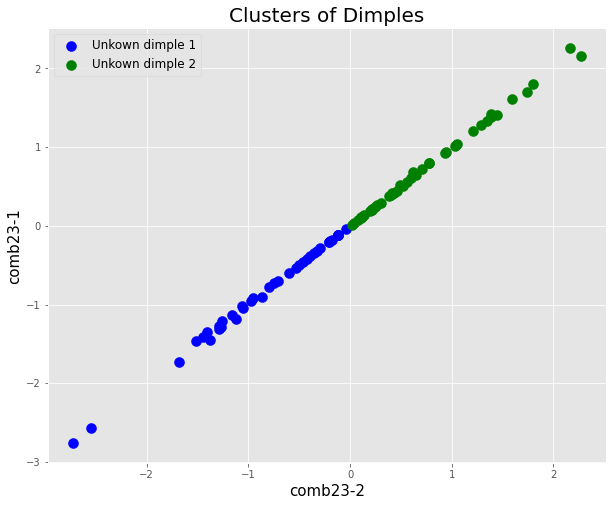 Clusters of Dimples
Unkown dimple 1
Unkown dimple 2
2
1
0
−1
−2
−3
comb23-1
−2
−1
0
1
2
comb23-2